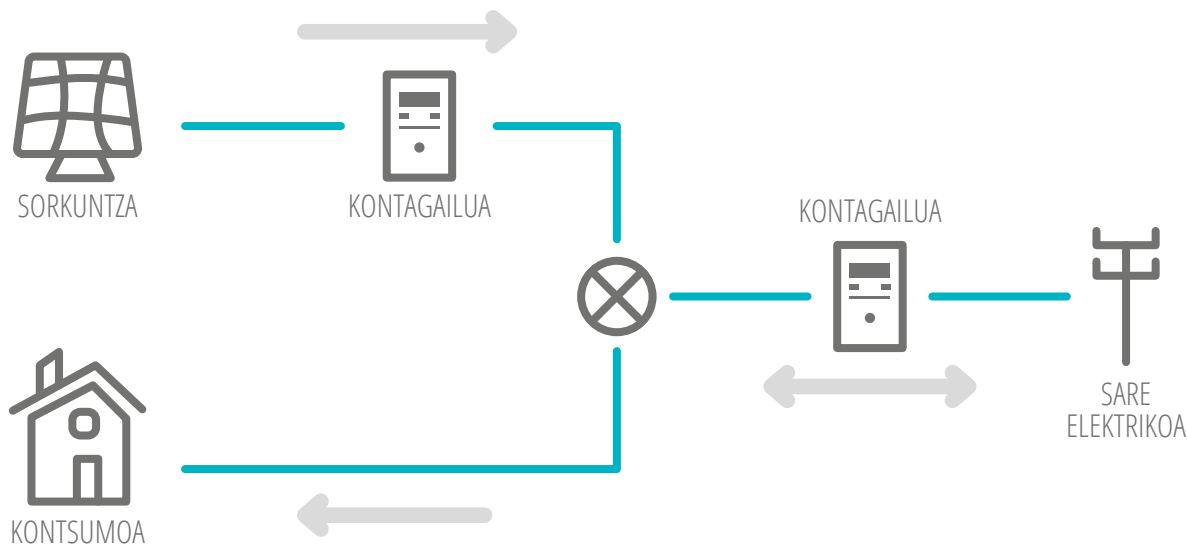 SORKUNTZA
KONTAGAILUA
KONTAGAILUA
SARE
ELEKTRIKOA
KONTSUMOA